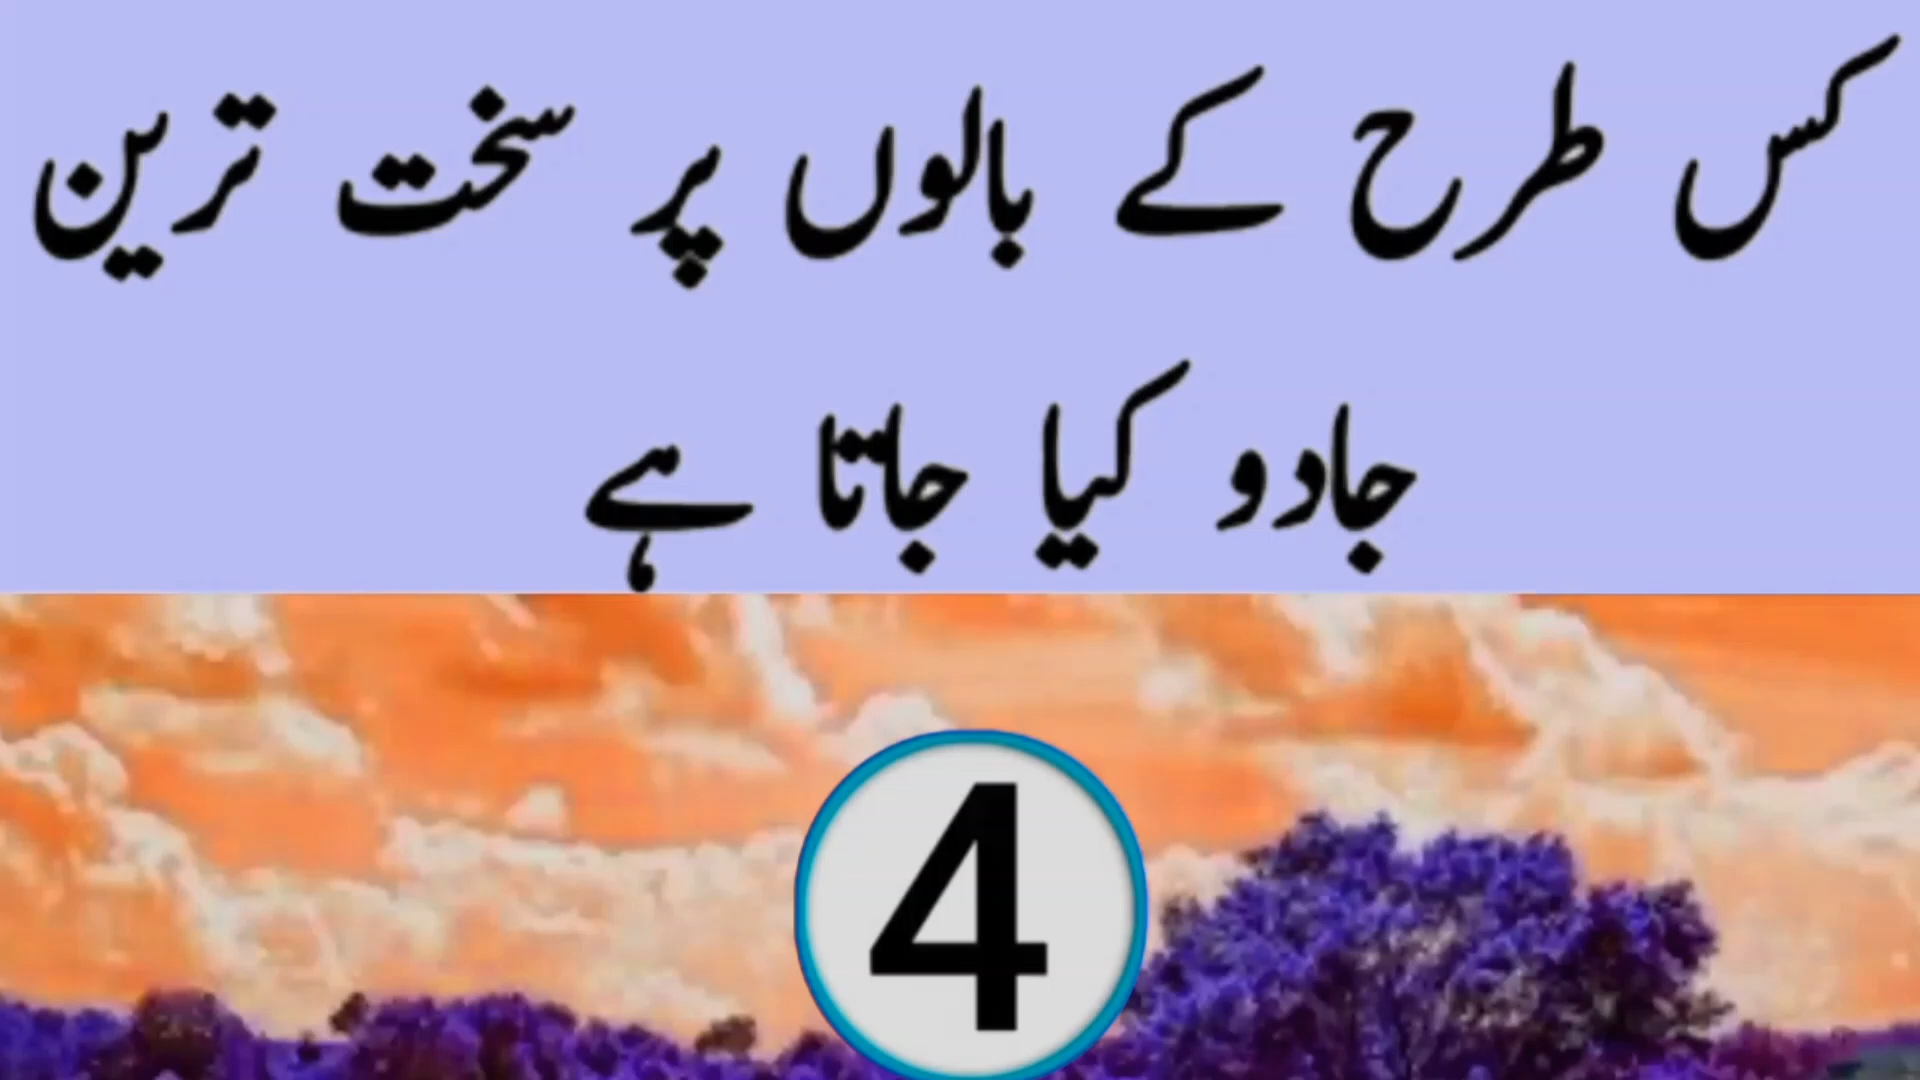 کس طرح کے بالوں پر سخت ترین
جادو کیا جاتا ہے
4